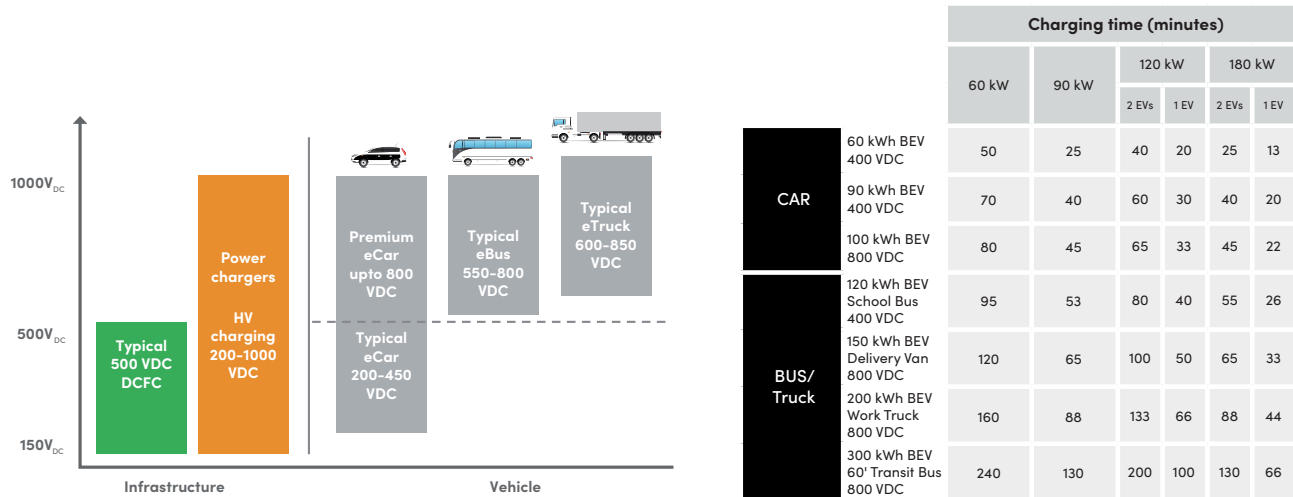 1000V DC
500V DC
150V DC
Typical
500 VDC
DCFC
Power
chargers
HV
charging
200-1000
VDC
Premium
eCar
upto 800
VDC
Typical
eCar
200-450
VDC
Typical
eBus
550-800
VDC
Typical
eTruck
600-850
VDC
Infrastructure
Vehicle
Charging time (minutes)
60 kW 90 kW 120 kW 180 kW
2 EVs 1 EV 2 EVs 1 EV
CAR
60 kWh BEV
400 VDC
50 25 40 20 25 13
90 kWh BEV
400 VDC
70 40 60 30 40 20
100 kWh BEV
800 VDC
80 45 65 33 45 22
BUS/
Truck
120 kWh BEV
School Bus
400 VDC
95 53 80 40 55 26
150 kWh BEV
Delivery Van
800 VDC
120 65 100 50 65 33
200 kWh BEV
Work Truck
800 VDC
160 88 133 66 88 44
300 kWh BEV
60' Transit Bus
800 VDC
240 130 200 100 130 66